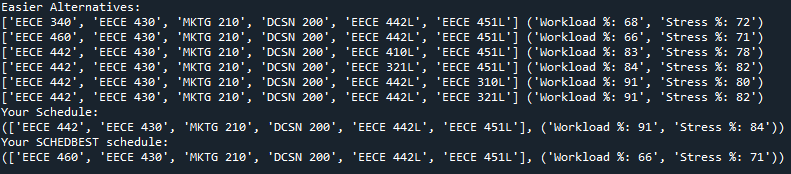 Easier Alternatives:
['EECE 340', 'EECE 430', 'MKTG 210', 'DCSN 200', 'EECE 442L', 'EECE 451L'] ('Workload %: 68', 'Stress %: 72')
['EECE 460', 'EECE 430', 'MKTG 210', 'DCSN 200', 'EECE 442L', 'EECE 451L'] ('Workload %: 66', 'Stress %: 71')
['EECE 442', 'EECE 430', 'MKTG 210', 'DCSN 200', 'EECE 410L', 'EECE 451L'] ('Workload %: 83', 'Stress %: 78')
['EECE 442', 'EECE 430', 'MKTG 210', 'DCSN 200', 'EECE 321L', 'EECE 451L'] ('Workload %: 84', 'Stress %: 82')
['EECE 442', 'EECE 430', 'MKTG 210', 'DCSN 200', 'EECE 442L', 'EECE 310L'] ('Workload %: 91', 'Stress %: 80')
['EECE 442', 'EECE 430', 'MKTG 210', 'DCSN 200', 'EECE 442L', 'EECE 321L'] ('Workload %: 91', 'Stress %: 82')
Your Schedule:
(['EECE 442', 'EECE 430', 'MKTG 210', 'DCSN 200', 'EECE 442L', 'EECE 451L'], ('Workload %: 91', 'Stress %: 84'))
Your SCHEDBEST schedule:
(['EECE 460', 'EECE 430', 'MKTG 210', 'DCSN 200', 'EECE 442L', 'EECE 451L'], ('Workload %: 66', 'Stress %: 71'))